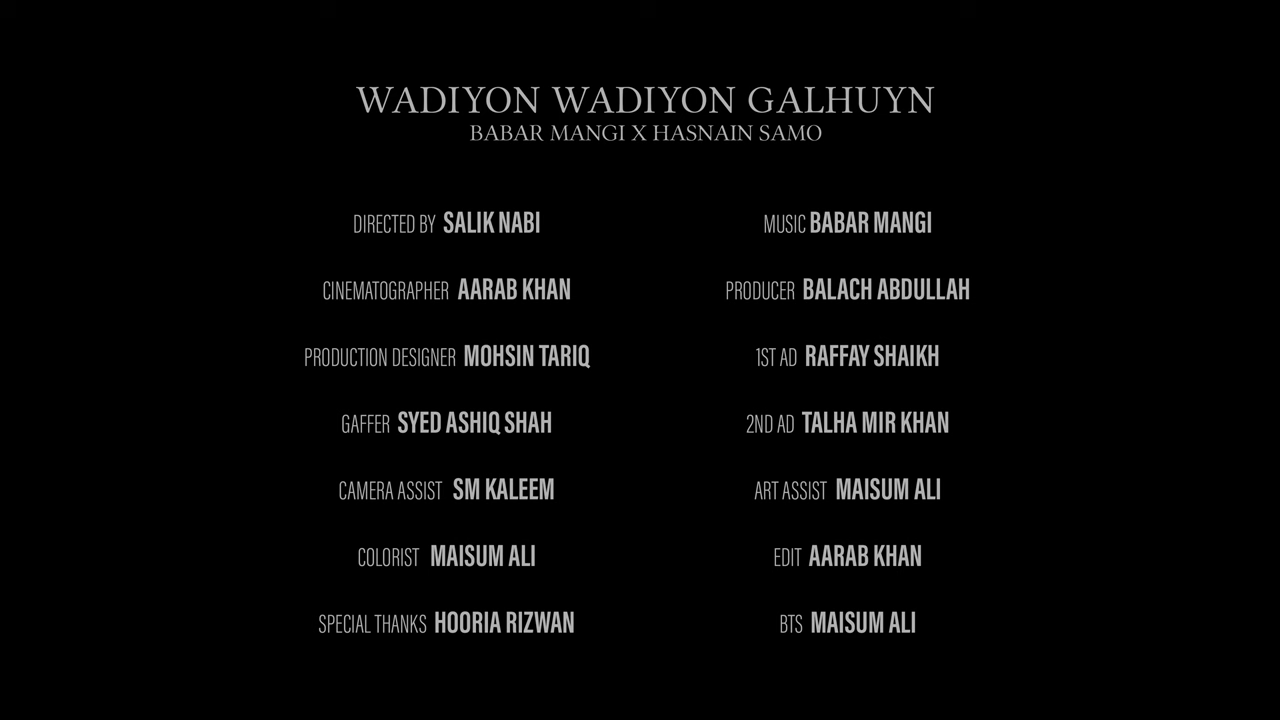 WADIYON WADIYON GALHUYN
BABAR MANGI X HASNAIN SAMO
DIRECTED BY SALIK NABI
MUSIC BABAR MANGI
CINEMATOGRAPHER AARAB KHAN
PRODUCER BALACH ABDULLAH
PRODUCTION DESIGNER MOHSIN TARIQ
1ST AD RAFFAY SHAIKH
GAFFER SYED ASHIQ SHAH
2ND AD TALHA MIR KHAN
CAMERA ASSIST SM KALEEM
ART ASSIST MAISUM ALI
COLORIST MAISUM ALI
EDIT AARAB KHAN
SPECIAL THANKS HOORIA RIZWAN
BTS MAISUM ALI